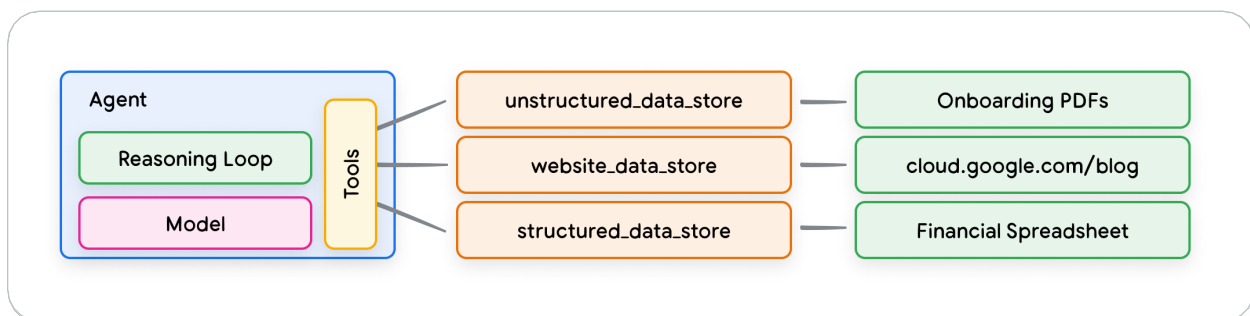 Agent
Reasoning Loop
Model
Tools
unstructured_data_store
website_data_store
structured_data_store
Onboarding PDFs
cloud.google.com/blog
Financial Spreadsheet